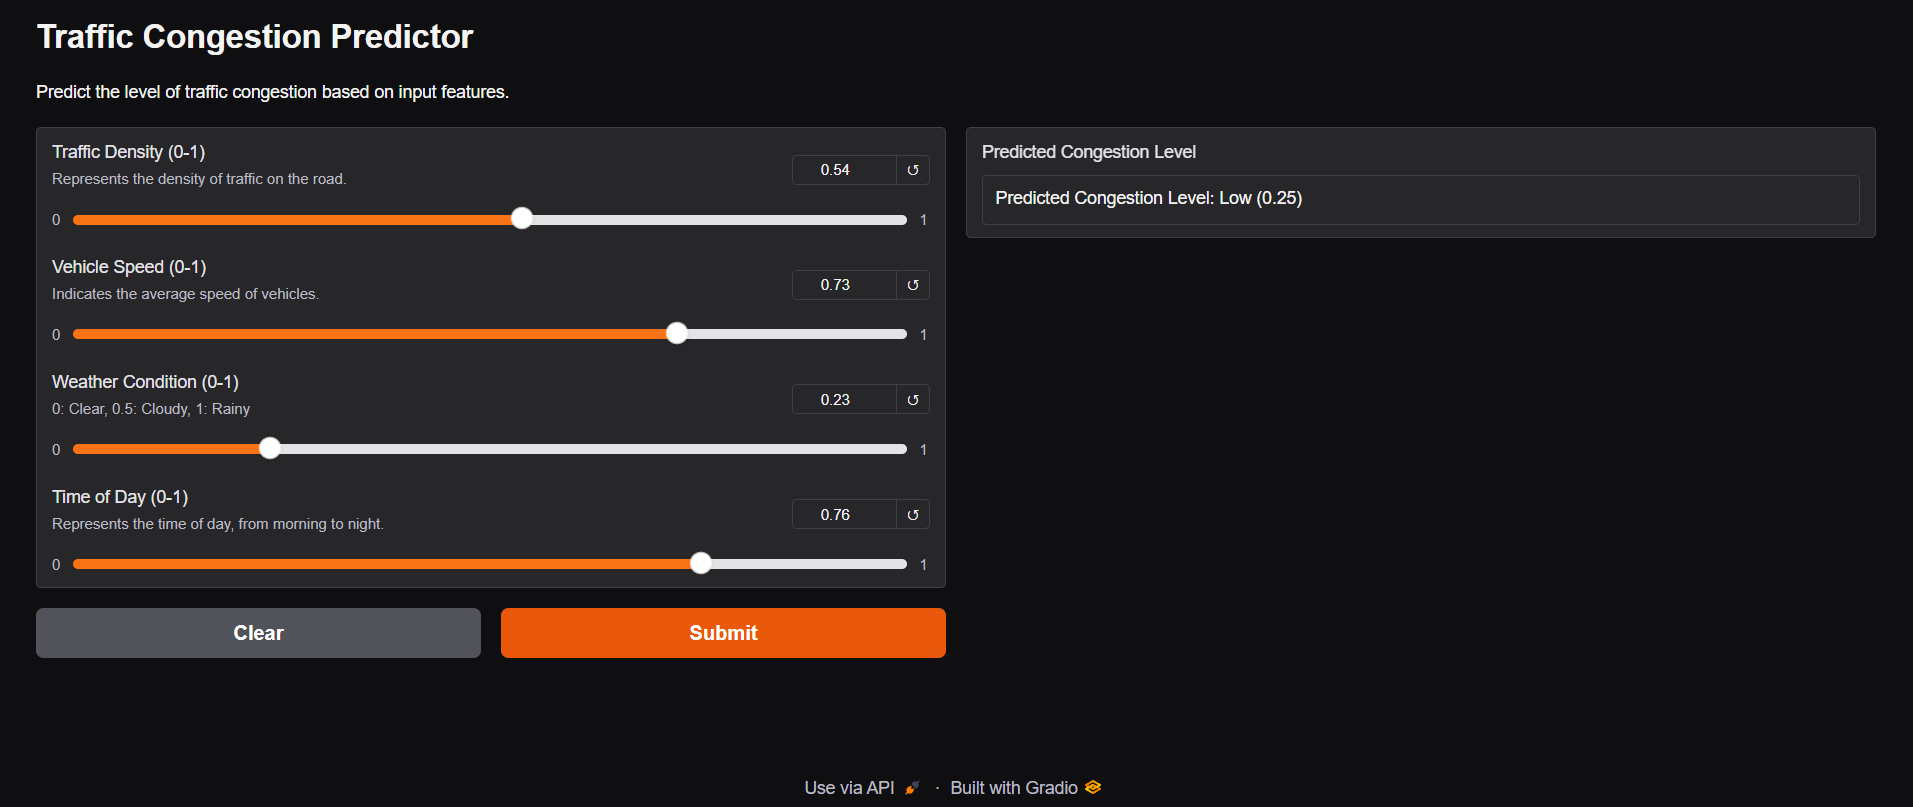 Traffic Congestion Predictor
Predict the level of traffic congestion based on input features.
Traffic Density (0-1)
Represents the density of traffic on the road.
0.54
0
1
Vehicle Speed (0-1)
Indicates the average speed of vehicles.
0.73
0
1
Weather Condition (0-1)
0: Clear, 0.5: Cloudy, 1: Rainy
0.23
0
1
Time of Day (0-1)
Represents the time of day, from morning to night.
0.76
0
1
Clear
Submit
Predicted Congestion Level
Predicted Congestion Level: Low (0.25)
Use via API · Built with Gradio